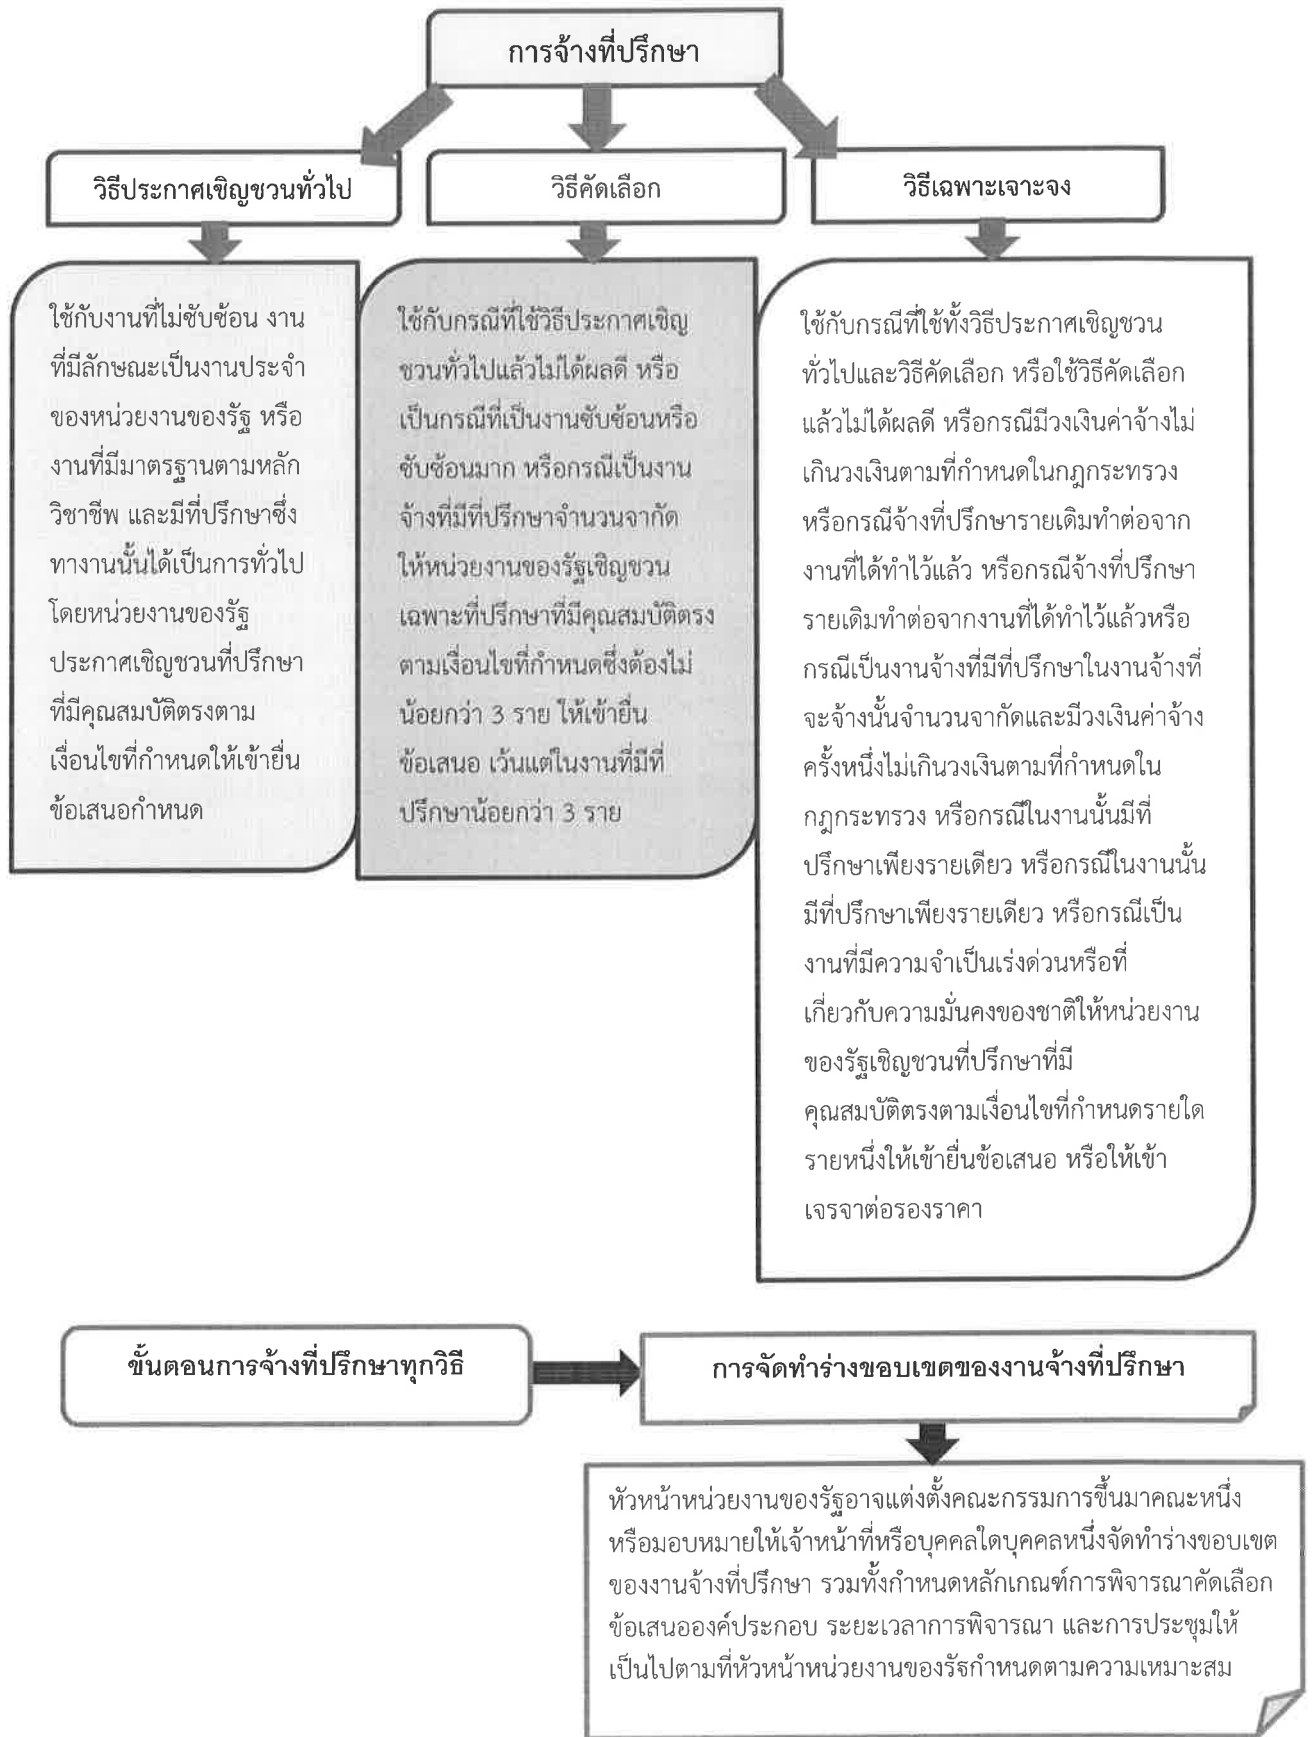 การจ้างที่ปรึกษา
วิธีประกาศเชิญชวนทั่วไป
วิธีคัดเลือก
วิธีเฉพาะเจาะจง
ใช้กับงานที่ไม่ซับซ้อน งาน
ที่มีลักษณะเป็นงานประจำ
ของหน่วยงานของรัฐ หรือ
งานที่มีมาตรฐานตามหลัก
วิชาชีพ และมีที่ปรึกษาซึ่ง
ทางานนั้นได้เป็นการทั่วไป
โดยหน่วยงานของรัฐ
ประกาศเชิญชวนที่ปรึกษา
ที่มีคุณสมบัติตรงตาม
เงื่อนไขที่กำหนดให้เข้ายื่น
ข้อเสนอกำหนด
ใช้กับกรณีที่ใช้วิธีประกาศเชิญ
ชวนทั่วไปแล้วไม่ได้ผลดี หรือ
เป็นกรณีที่เป็นงานซับซ้อนหรือ
ซับซ้อนมาก หรือกรณีเป็นงาน
จ้างที่มีที่ปรึกษาจำนวนจากัด
ให้หน่วยงานของรัฐเชิญชวน
เฉพาะที่ปรึกษาที่มีคุณสมบัติตรง
ตามเงื่อนไขที่กำหนดซึ่งต้องไม่
น้อยกว่า 3 ราย ให้เข้ายื่น
ข้อเสนอ เว้นแต่ในงานที่มีที่
ปรึกษาน้อยกว่า 3 ราย
ใช้กับกรณีที่ใช้ทั้งวิธีประกาศเชิญชวน
ทั่วไปและวิธีคัดเลือก หรือใช้วิธีคัดเลือก
แล้วไม่ได้ผลดี หรือกรณีมีวงเงินค่าจ้างไม่
เกินวงเงินตามที่กำหนดในกฎกระทรวง
หรือกรณีจ้างที่ปรึกษารายเดิมทำต่อจาก
งานที่ได้ทำไว้แล้ว หรือกรณีจ้างที่ปรึกษา
รายเดิมทำต่อจากงานที่ได้ทำไว้แล้วหรือ
กรณีเป็นงานจ้างที่มีที่ปรึกษาในงานจ้างที่
จะจ้างนั้นจำนวนจากัดและมีวงเงินค่าจ้าง
ครั้งหนึ่งไม่เกินวงเงินตามที่กำหนดใน
กฎกระทรวง หรือกรณีในงานนั้นมีที่
ปรึกษาเพียงรายเดียว หรือกรณีในงานนั้น
มีที่ปรึกษาเพียงรายเดียว หรือกรณีเป็น
งานที่มีความจำเป็นเร่งด่วนหรือที่
เกี่ยวกับความมั่นคงของชาติให้หน่วยงาน
ของรัฐเชิญชวนที่ปรึกษาที่มี
คุณสมบัติตรงตามเงื่อนไขที่กำหนดรายใด
รายหนึ่งให้เข้ายื่นข้อเสนอ หรือให้เข้า
เจรจาต่อรองราคา
ขั้นตอนการจ้างที่ปรึกษาทุกวิธี
การจัดทำร่างขอบเขตของงานจ้างที่ปรึกษา
หัวหน้าหน่วยงานของรัฐอาจแต่งตั้งคณะกรรมการขึ้นมาคณะหนึ่ง
หรือมอบหมายให้เจ้าหน้าที่หรือบุคคลใดบุคคลหนึ่งจัดทำร่างขอบเขต
ของงานจ้างที่ปรึกษา รวมทั้งกำหนดหลักเกณฑ์การพิจารณาคัดเลือก
ข้อเสนอองค์ประกอบ ระยะเวลาการพิจารณา และการประชุมให้
เป็นไปตามที่หัวหน้าหน่วยงานของรัฐกำหนดตามความเหมาะสม